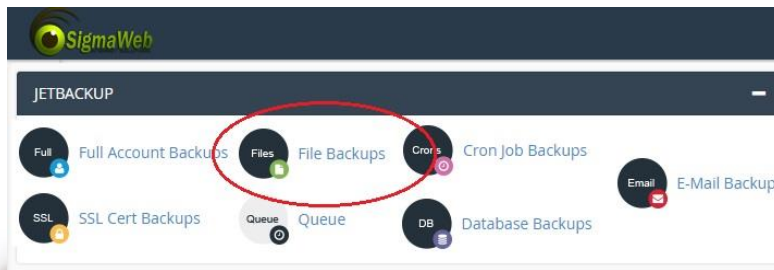 SigmaWeb
JETBACKUP
Full Full Account Backups Files File Backups Crons Cron Job Backups
Email E-Mail Backup
SSL SSL Cert Backups Queue Queue DB Database Backups